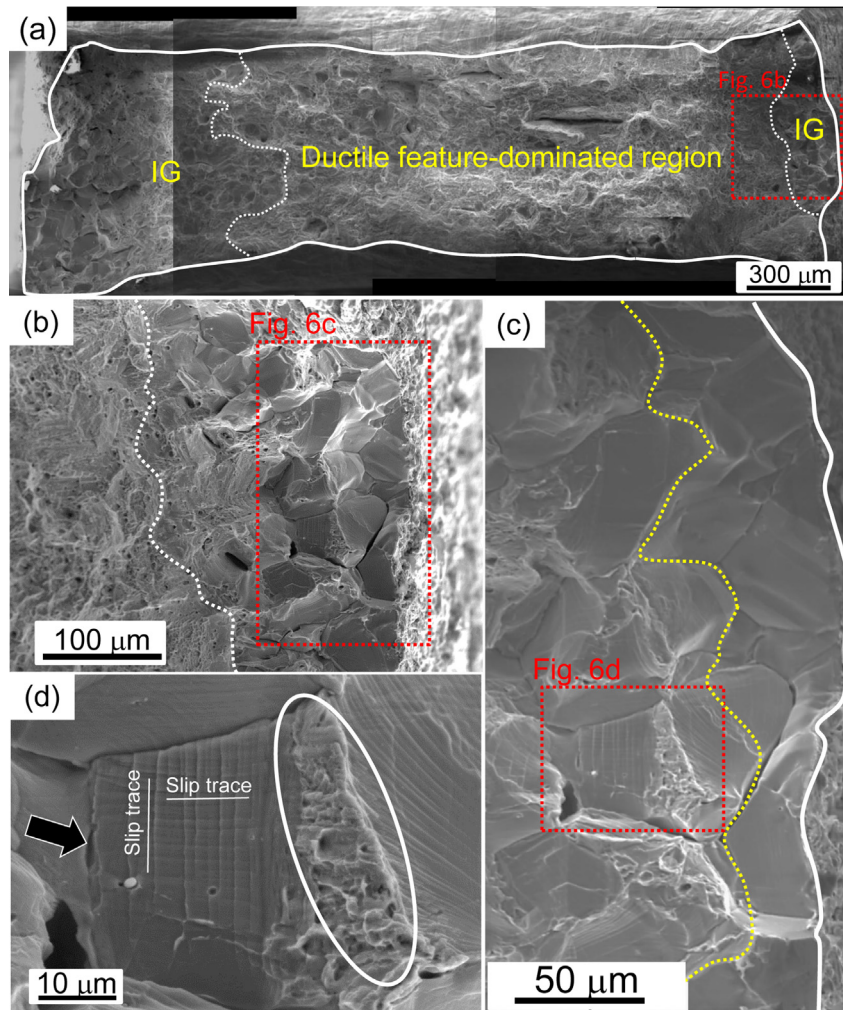 (a)
Fig. 6b
IG
IG
Ductile feature-dominated region
300 μm
(b)
Fig. 6c
100 μm
(c)
Fig. 6d
50 μm
(d)
Slip trace
Slip trace
10 μm